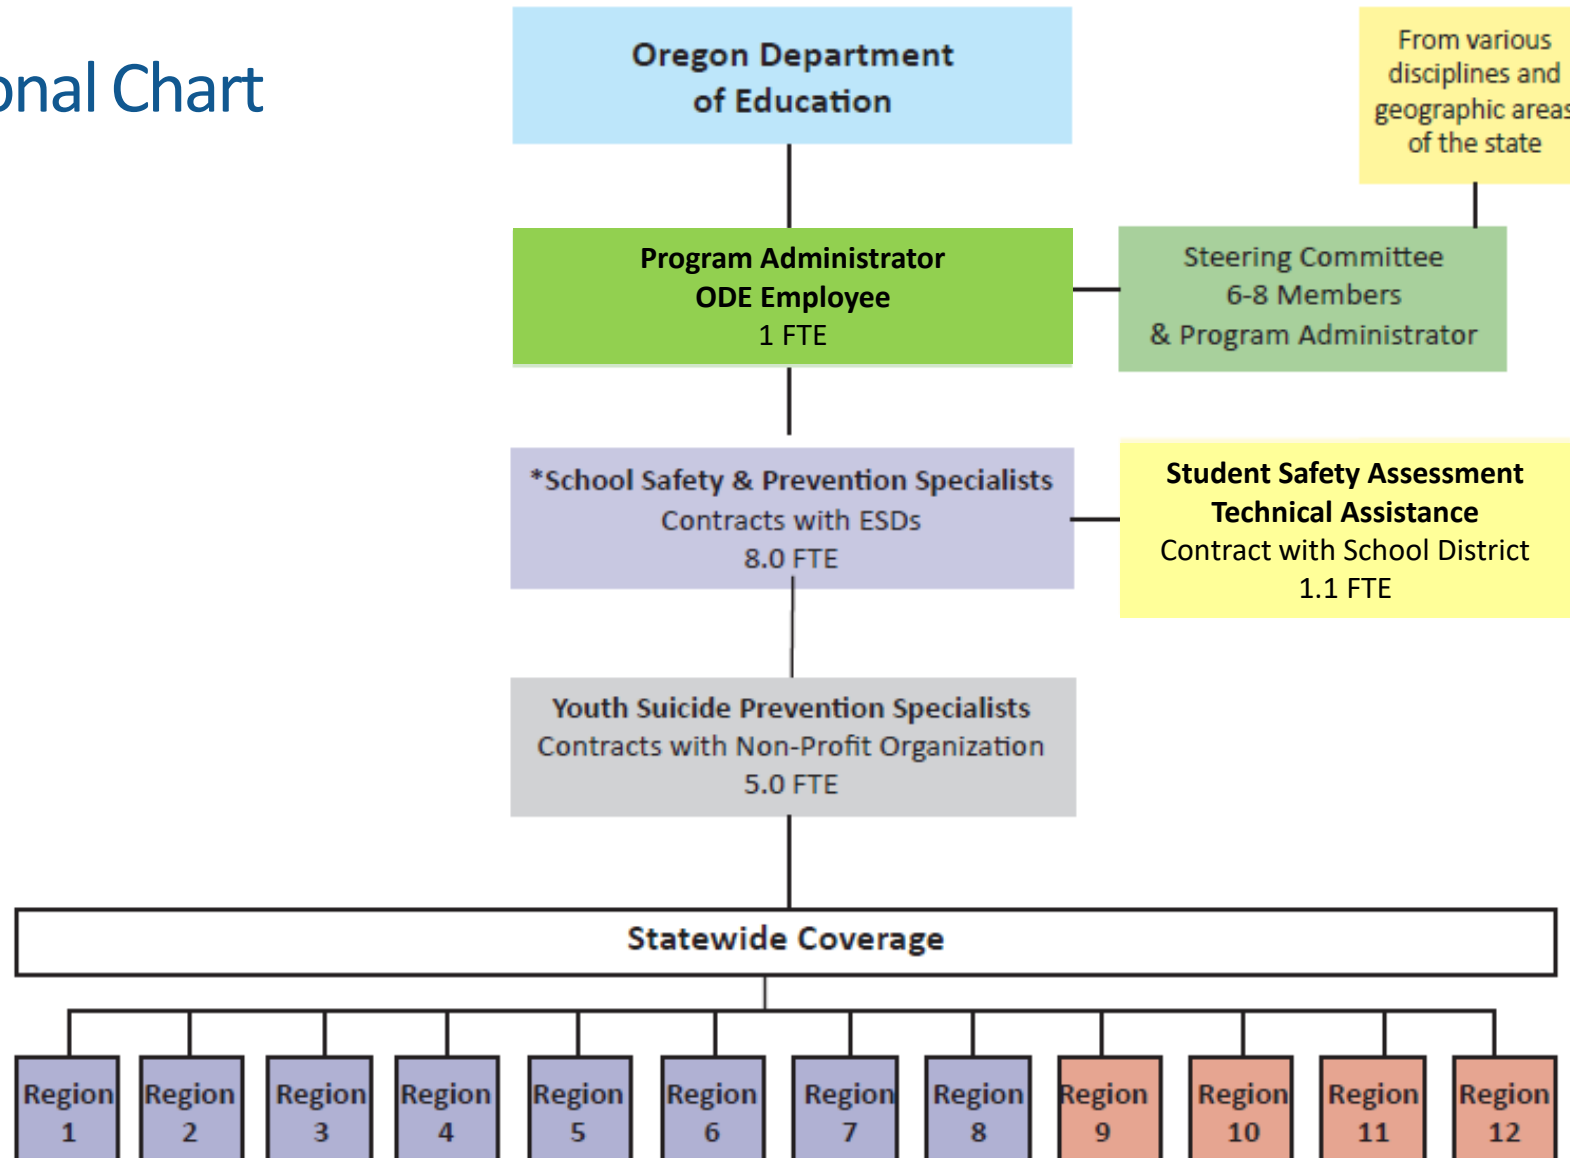 onal Chart
Oregon Department
of Education
From various
disciplines and
geographic areas
of the state
Program Administrator
ODE Employee
1 FTE
Steering Committee
6-8 Members
& Program Administrator
*School Safety & Prevention Specialists
Contracts with ESDs
8.0 FTE
Student Safety Assessment
Technical Assistance
Contract with School District
1.1 FTE
Youth Suicide Prevention Specialists
Contracts with Non-Profit Organization
5.0 FTE
Statewide Coverage
Region
1
Region
2
Region
3
Region
4
Region
5
Region
6
Region
7
Region
8
Region
9
Region
10
Region
11
Region
12